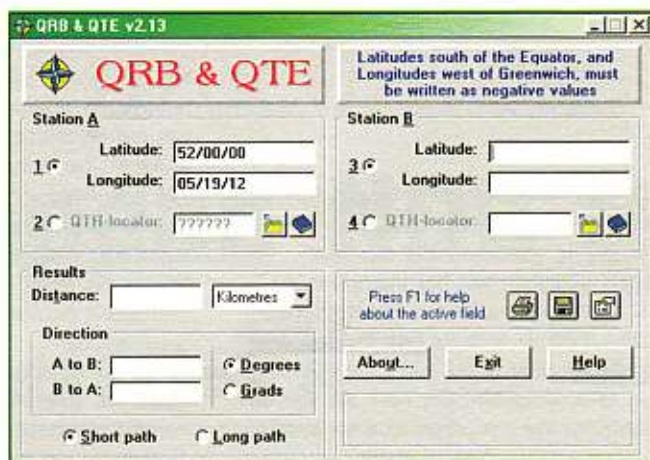 QRB & QTE v2.13
QRB & QTE
Latitudes south of the Equator, and
Longitudes west of Greenwich, must
be written as negative values
Station A
1
Latitude: 52/00/00
Longitude: 05/19/12
2 QTH-locator: ??????
Station B
3
Latitude:
Longitude:
4 QTH-locator:
Results
Distance: Kilometres
Direction
A to B:
B to A:
Degrees
Grads
Short path Long path
Press F1 for help
about the active field
About... Exit Help